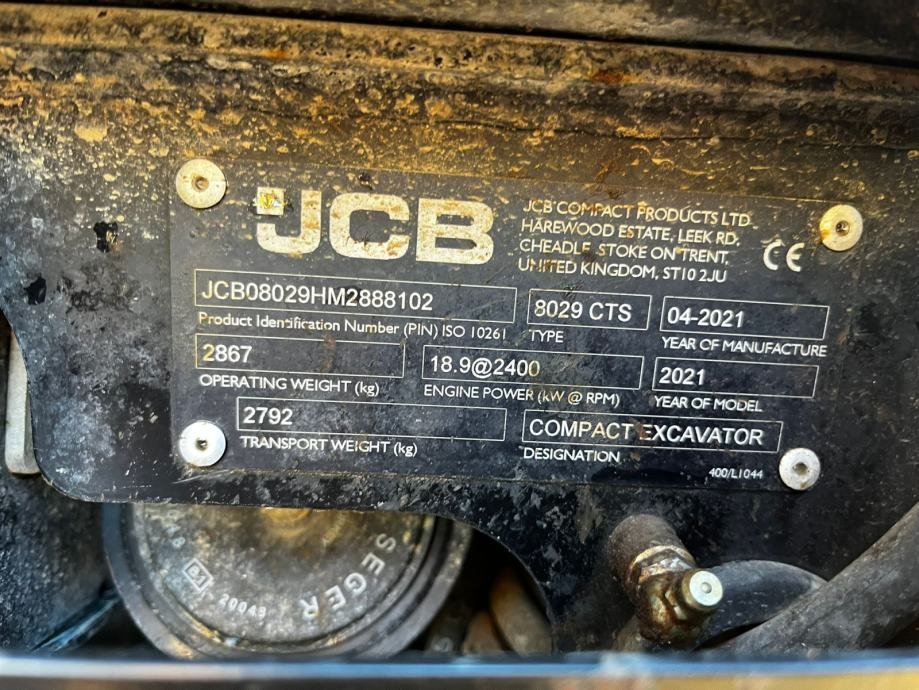 JCB
JCB COMPACT PRODUCTS LTD
HAREWOOD ESTATE, LEEK RD,
CHEADLE, STOKE ON TRENT,
UNITED KINGDOM, ST10 2JU
CE
JCB08029HM2888102
Product Identification Number (PIN) ISO 10261
8029 CTS
TYPE
04-2021
YEAR OF MANUFACTURE
2867
OPERATING WEIGHT (kg)
18.9@2400
ENGINE POWER (kW @ RPM)
2021
YEAR OF MODEL
2792
TRANSPORT WEIGHT (kg)
COMPACT EXCAVATOR
DESIGNATION
400/L1044
SEGER
20048